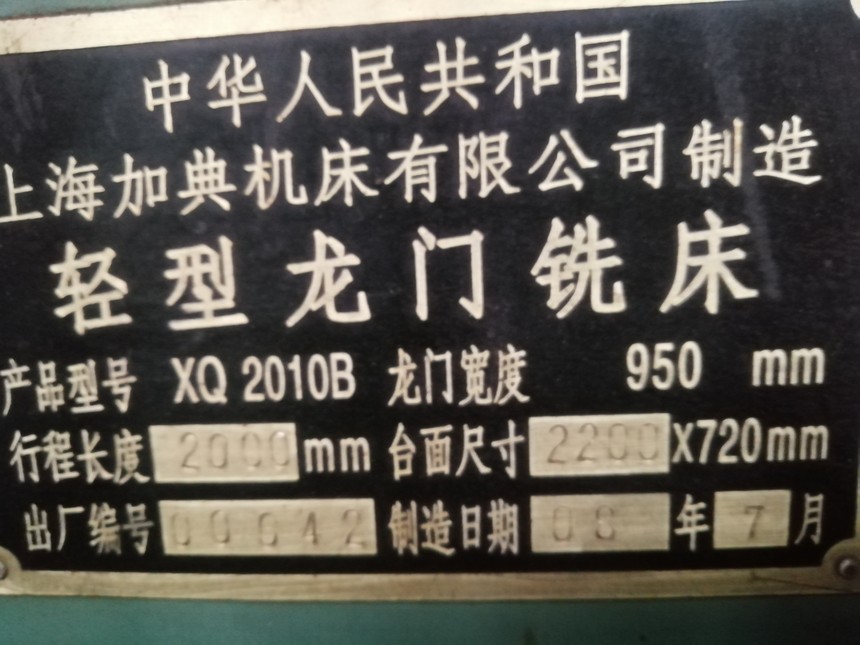 中华人民共和国
上海加典机床有限公司制造
轻型龙门铣床
产品型号 XQ 2010B 龙门宽度 950 mm
行程长度 2000 mm 台面尺寸 2200 X720mm
出厂编号 00642 制造日期 年 7 月